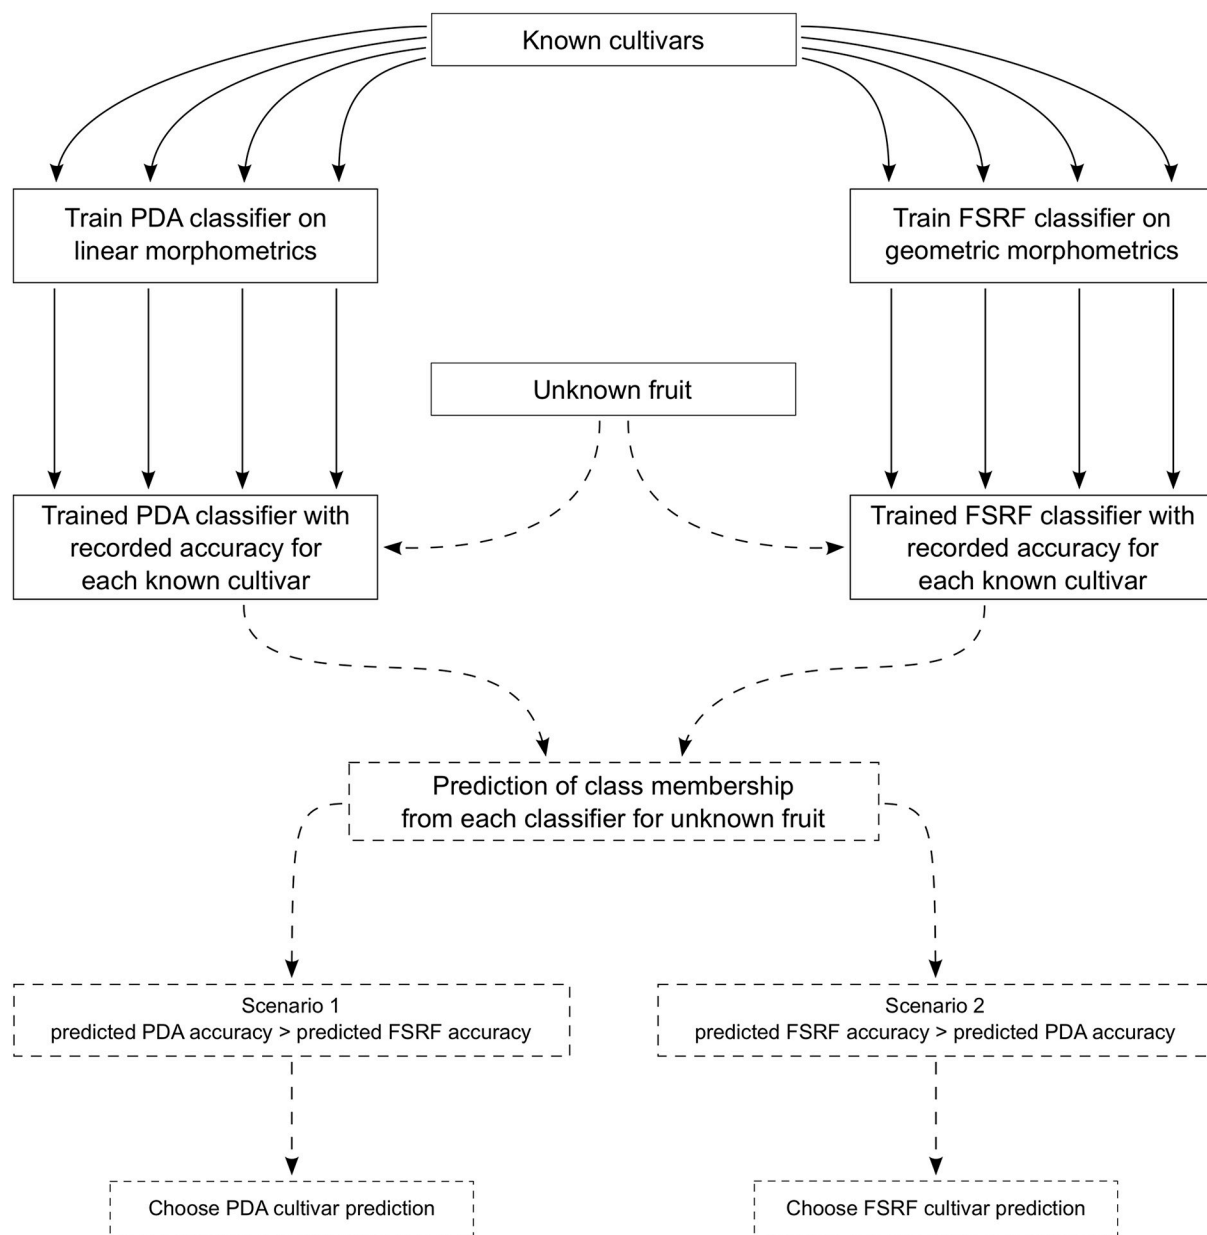 Known cultivars
Train PDA classifier on
linear morphometrics
Train FSRF classifier on
geometric morphometrics
Unknown fruit
Trained PDA classifier with
recorded accuracy for
each known cultivar
Trained FSRF classifier with
recorded accuracy for
each known cultivar
Prediction of class membership
from each classifier for unknown fruit
Scenario 1
predicted PDA accuracy > predicted FSRF accuracy
Scenario 2
predicted FSRF accuracy > predicted PDA accuracy
Choose PDA cultivar prediction
Choose FSRF cultivar prediction